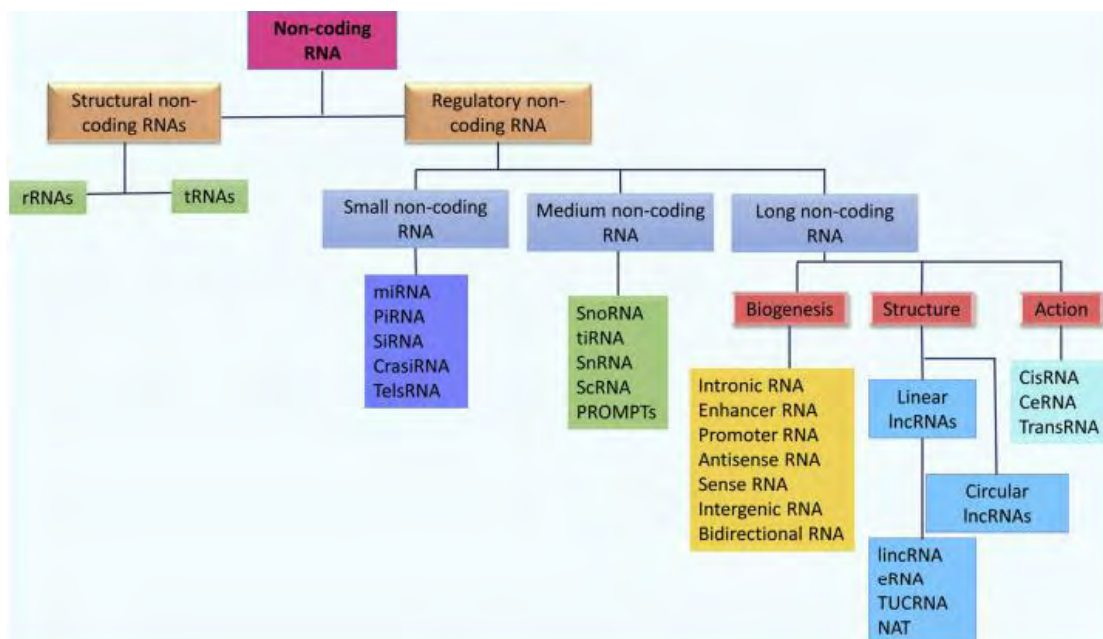 Non-coding
RNA
Structural non-
coding RNAs
Regulatory non-
coding RNA
rRNAs
tRNAs
Small non-coding
RNA
Medium non-coding
RNA
Long non-coding
RNA
miRNA
PiRNA
SiRNA
CrasiRNA
TelsRNA
SnoRNA
tiRNA
SnRNA
ScRNA
PROMPTs
Biogenesis
Structure
Action
Intronic RNA
Enhancer RNA
Promoter RNA
Antisense RNA
Sense RNA
Intergenic RNA
Bidirectional RNA
Linear
lncRNAs
Circular
lncRNAs
lincRNA
eRNA
TUCRNA
NAT
CisRNA
CeRNA
TransRNA